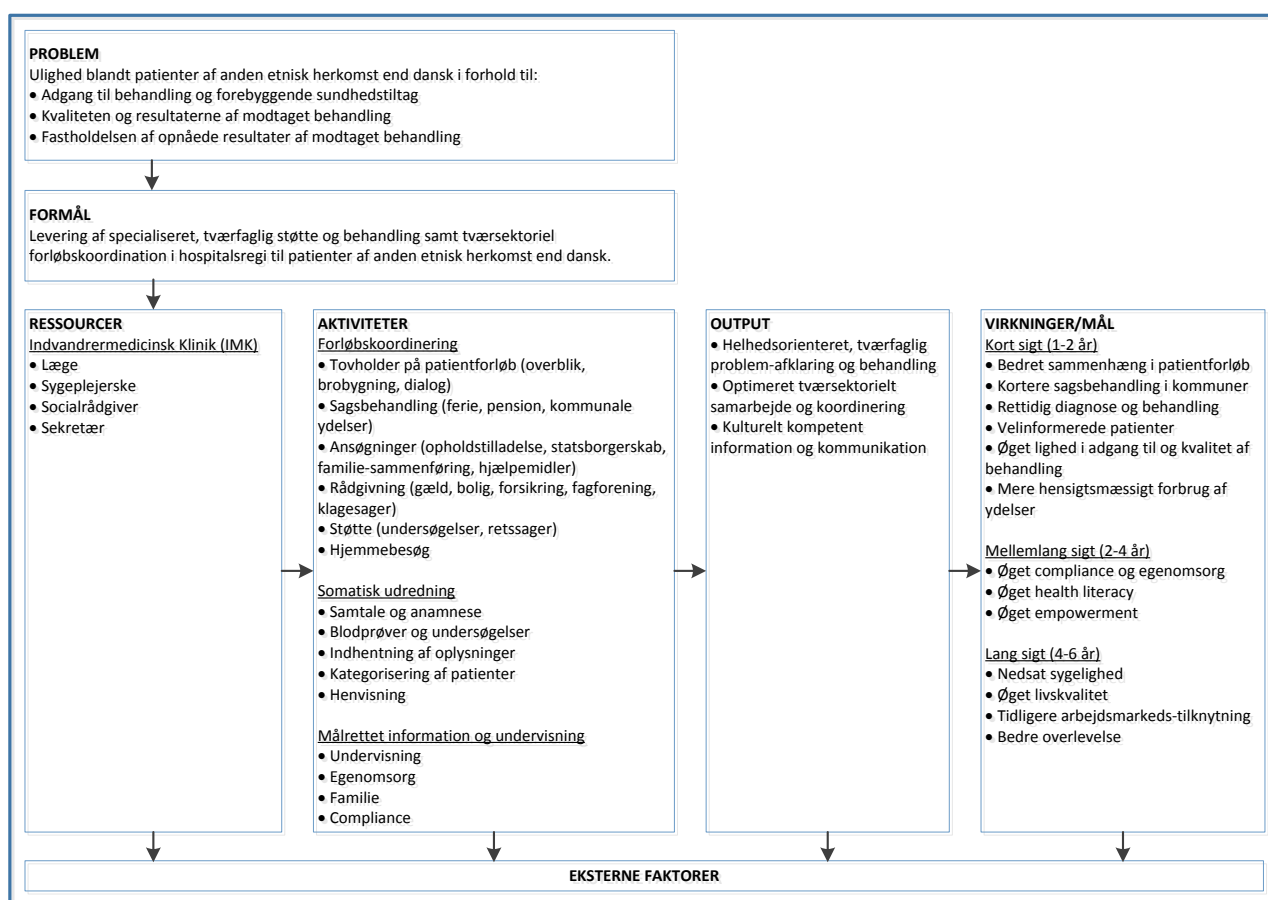 PROBLEM
Ulighed blandt patienter af anden etnisk herkomst end dansk i forhold til:
• Adgang til behandling og forebyggende sundhedstiltag
• Kvaliteten og resultaterne af modtaget behandling
• Fastholdelsen af opnåede resultater af modtaget behandling
FORMÅL
Levering af specialiseret, tværfaglig støtte og behandling samt tværsektoriel
forløbskoordination i hospitalsregi til patienter af anden etnisk herkomst end dansk.
RESSOURCER
Indvandrermedicinsk Klinik (IMK)
• Læge
• Sygeplejerske
• Socialrådgiver
• Sekretær
AKTIVITETER
Forløbskoordinering
• Tovholder på patientforløb (overblik,
brobygning, dialog)
• Sagsbehandling (ferie, pension, kommunale
ydelser)
• Ansøgninger (opholdstilladelse, statsborgerskab,
familie-sammenføring, hjælpemidler)
• Rådgivning (gæld, bolig, forsikring, fagforening,
klagesager)
• Støtte (undersøgelser, retssager)
• Hjemmebesøg
Somatisk udredning
• Samtale og anamnese
• Blodprøver og undersøgelser
• Indhentning af oplysninger
• Kategorisering af patienter
• Henvisning
Målrettet information og undervisning
• Undervisning
• Egenomsorg
• Familie
• Compliance
OUTPUT
• Helhedsorienteret, tværfaglig
problem-afklaring og behandling
• Optimeret tværsektorielt
samarbejde og koordinering
• Kulturelt kompetent
information og kommunikation
VIRKNINGER/MÅL
Kort sigt (1-2 år)
• Bedret sammenhæng i patientforløb
• Kortere sagsbehandling i kommuner
• Rettidig diagnose og behandling
• Velinformerede patienter
• Øget lighed i adgang til og kvalitet af
behandling
• Mere hensigtsmæssigt forbrug af
ydelser
Mellemlang sigt (2-4 år)
• Øget compliance og egenomsorg
• Øget health literacy
• Øget empowerment
Lang sigt (4-6 år)
• Nedsat sygelighed
• Øget livskvalitet
• Tidligere arbejdsmarkeds-tilknytning
• Bedre overlevelse
EKSTERNE FAKTORER